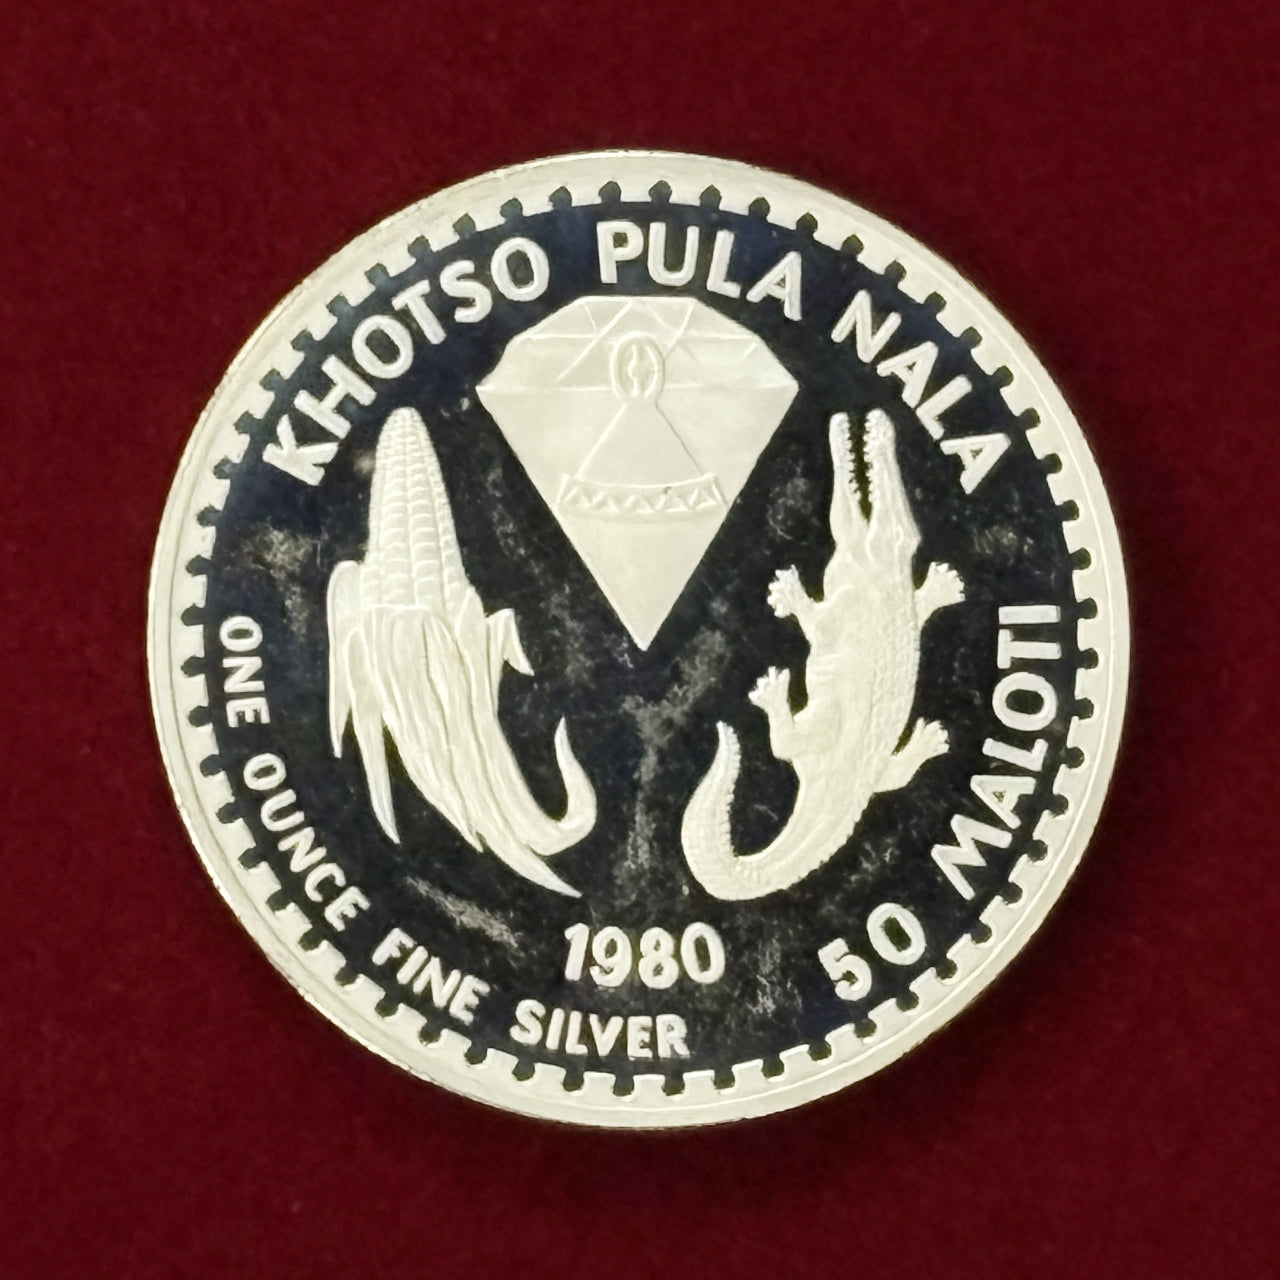 KHOTSO PULA NALA
ONE OUNCE FINE SILVER
1980
50 MALOTI